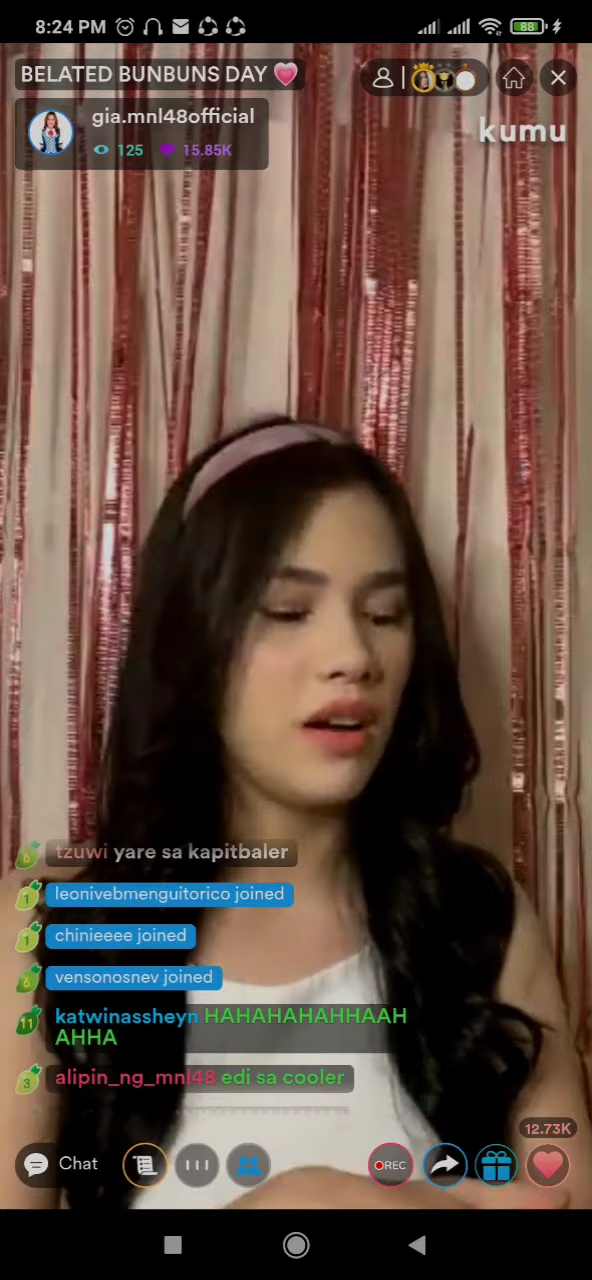 8:24 PM
88
BELATED BUNBUNS DAY
gia.mnl48official
125 15.85K
kumu
6 tzuwi yare sa kapitbaler
1 leonivebmenguitorico joined
1 chinieeee joined
6 vensonosnev joined
11 katwinassheyn HAHAHAHAHHAAH
AHHA
3 alipin_ng_mnl48 edi sa cooler
12.73K
Chat
REC